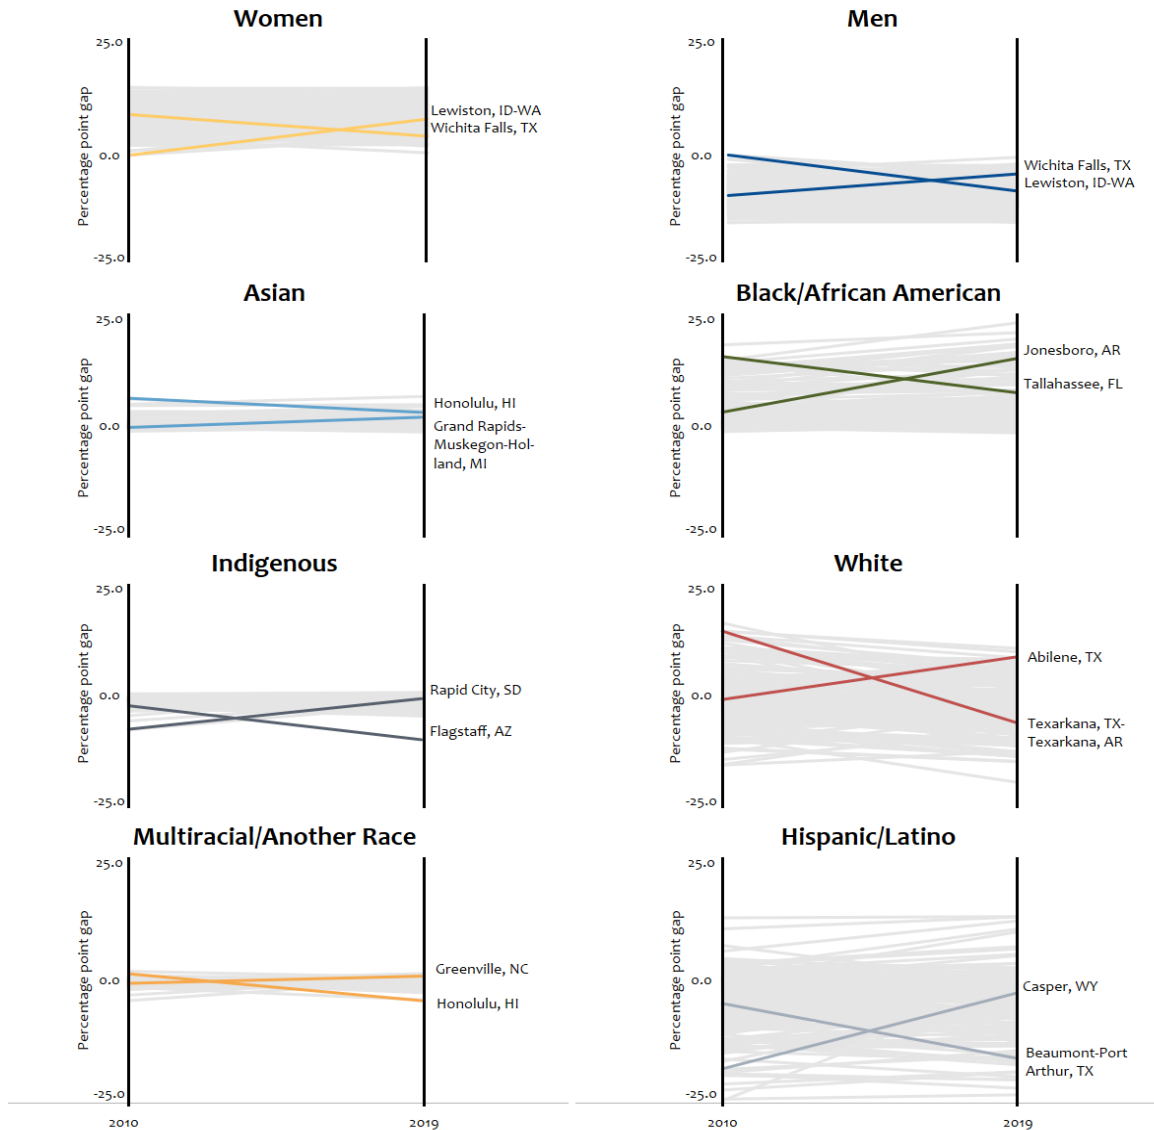 Women
25.0
0.0
-25.0
Percentage point gap
Lewiston, ID-WA
Wichita Falls, TX
Men
25.0
0.0
-25.0
Percentage point gap
Wichita Falls, TX
Lewiston, ID-WA
Asian
25.0
0.0
-25.0
Percentage point gap
Honolulu, HI
Grand Rapids-
Muskegon-Hol-
land, MI
Black/African American
25.0
0.0
-25.0
Percentage point gap
Jonesboro, AR
Tallahassee, FL
Indigenous
25.0
0.0
-25.0
Percentage point gap
Rapid City, SD
Flagstaff, AZ
White
25.0
0.0
-25.0
Percentage point gap
Abilene, TX
Texarkana, TX-
Texarkana, AR
Multiracial/Another Race
25.0
0.0
-25.0
Percentage point gap
Greenville, NC
Honolulu, HI
2010
2019
Hispanic/Latino
25.0
0.0
-25.0
Percentage point gap
Casper, WY
Beaumont-Port
Arthur, TX
2010
2019